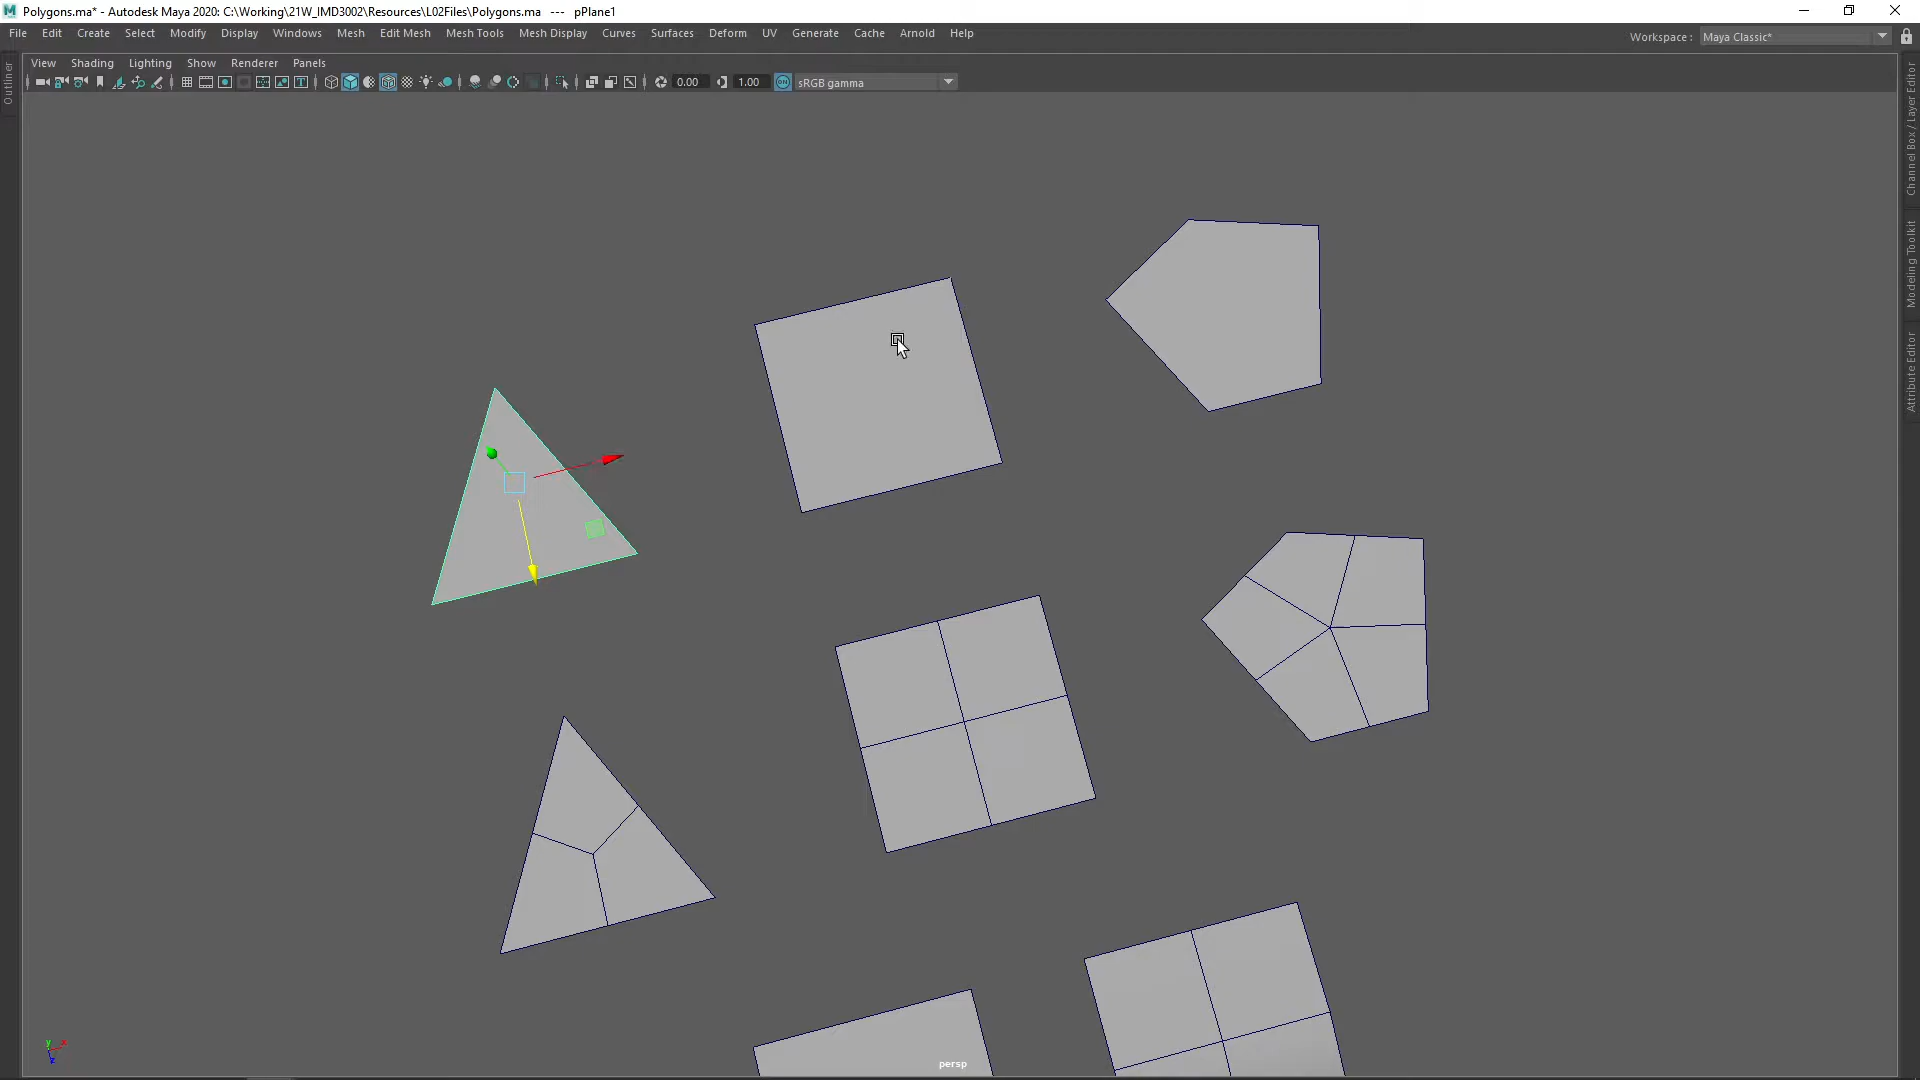 Polygons.ma* - Autodesk Maya 2020: C:\Working\21W_IMD3002\Resources\L02Files\Polygons.ma --- pPlane1
File Edit Create Select Modify Display Windows Mesh Edit Mesh Mesh Tools Mesh Display Curves Surfaces Deform UV Generate Cache Arnold Help
Workspace : Maya Classic*
View Shading Lighting Show Renderer Panels
0.00 1.00 ON sRGB gamma
Outliner
Channel Box / Layer Editor
Modeling Toolkit
Attribute Editor
y x
z
persp